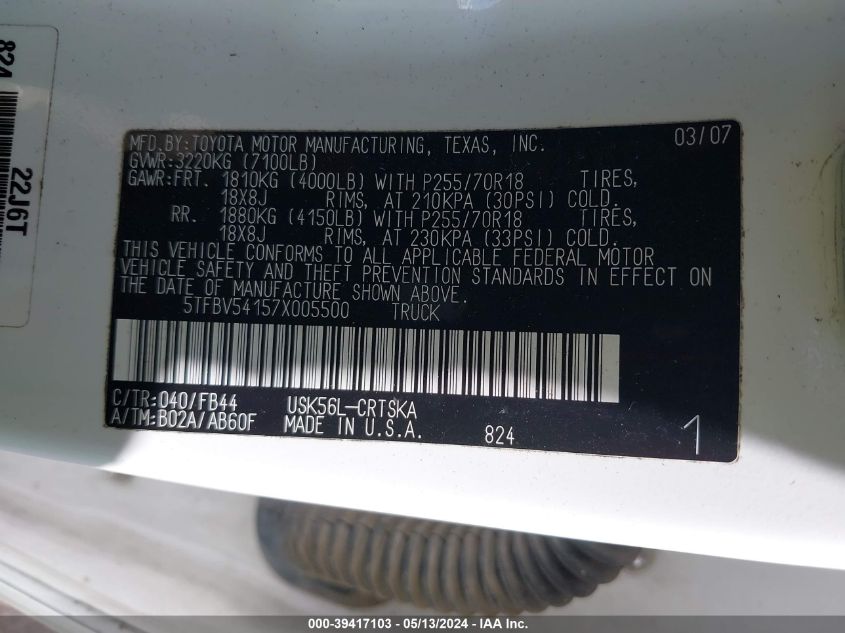 824
22J6T
MFD.BY:TOYOTA MOTOR MANUFACTURING, TEXAS, INC. 03/07
GVWR:3220KG (7100LB)
GAWR:FRT. 1810KG (4000LB) WITH P255/70R18 TIRES,
18X8J RIMS, AT 210KPA (30PSI) COLD.
RR. 1880KG (4150LB) WITH P255/70R18 TIRES,
18X8J RIMS, AT 230KPA (33PSI) COLD.
THIS VEHICLE CONFORMS TO ALL APPLICABLE FEDERAL MOTOR
VEHICLE SAFETY AND THEFT PREVENTION STANDARDS IN EFFECT ON
THE DATE OF MANUFACTURE SHOWN ABOVE.
5TFBV54157X005500 TRUCK
C/TR:040/FB44 USK56L-CRTSKA
A/TM:B02A/AB60F MADE IN U.S.A. 824 1
000-39417103 - 05/13/2024 - IAAI.com